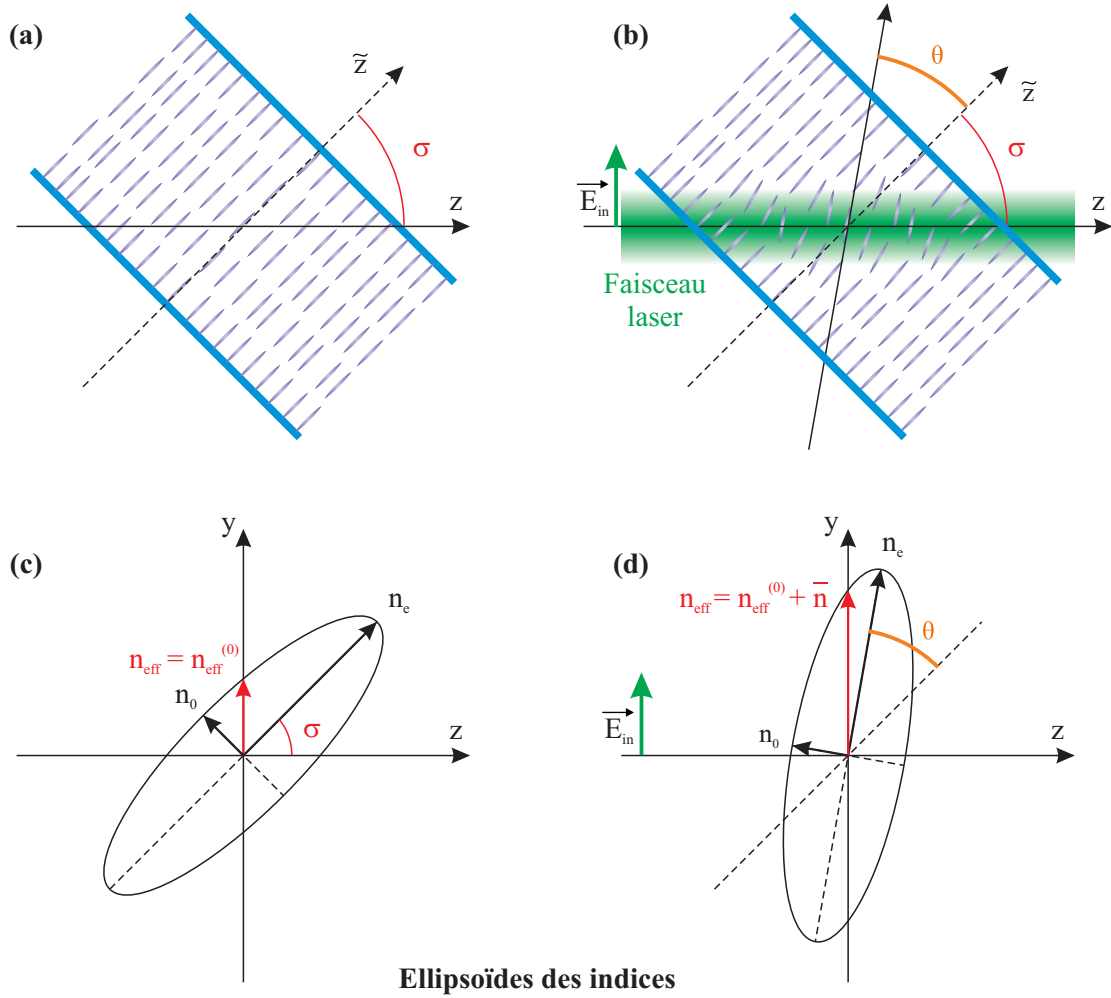 (a)
z̃
σ
z
(b)
θ
z̃
σ
E_in
z
Faisceau
laser
(c)
y
n_e
n_eff = n_eff^(0)
n_0
σ
z
(d)
y
n_e
n_eff = n_eff^(0) + n̅
θ
E_in
n_0
z
Ellipsoïdes des indices